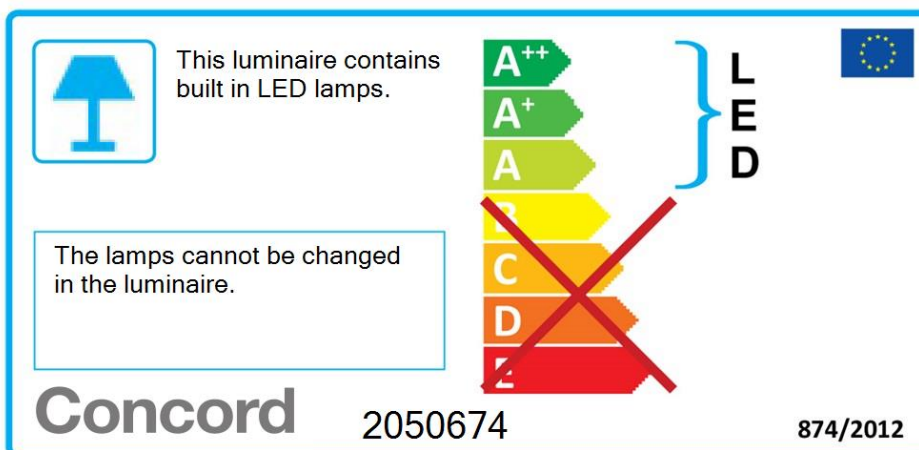 This luminaire contains
built in LED lamps.
A++
A+
A
B
C
D
E
L
E
D
The lamps cannot be changed
in the luminaire.
Concord
2050674
874/2012